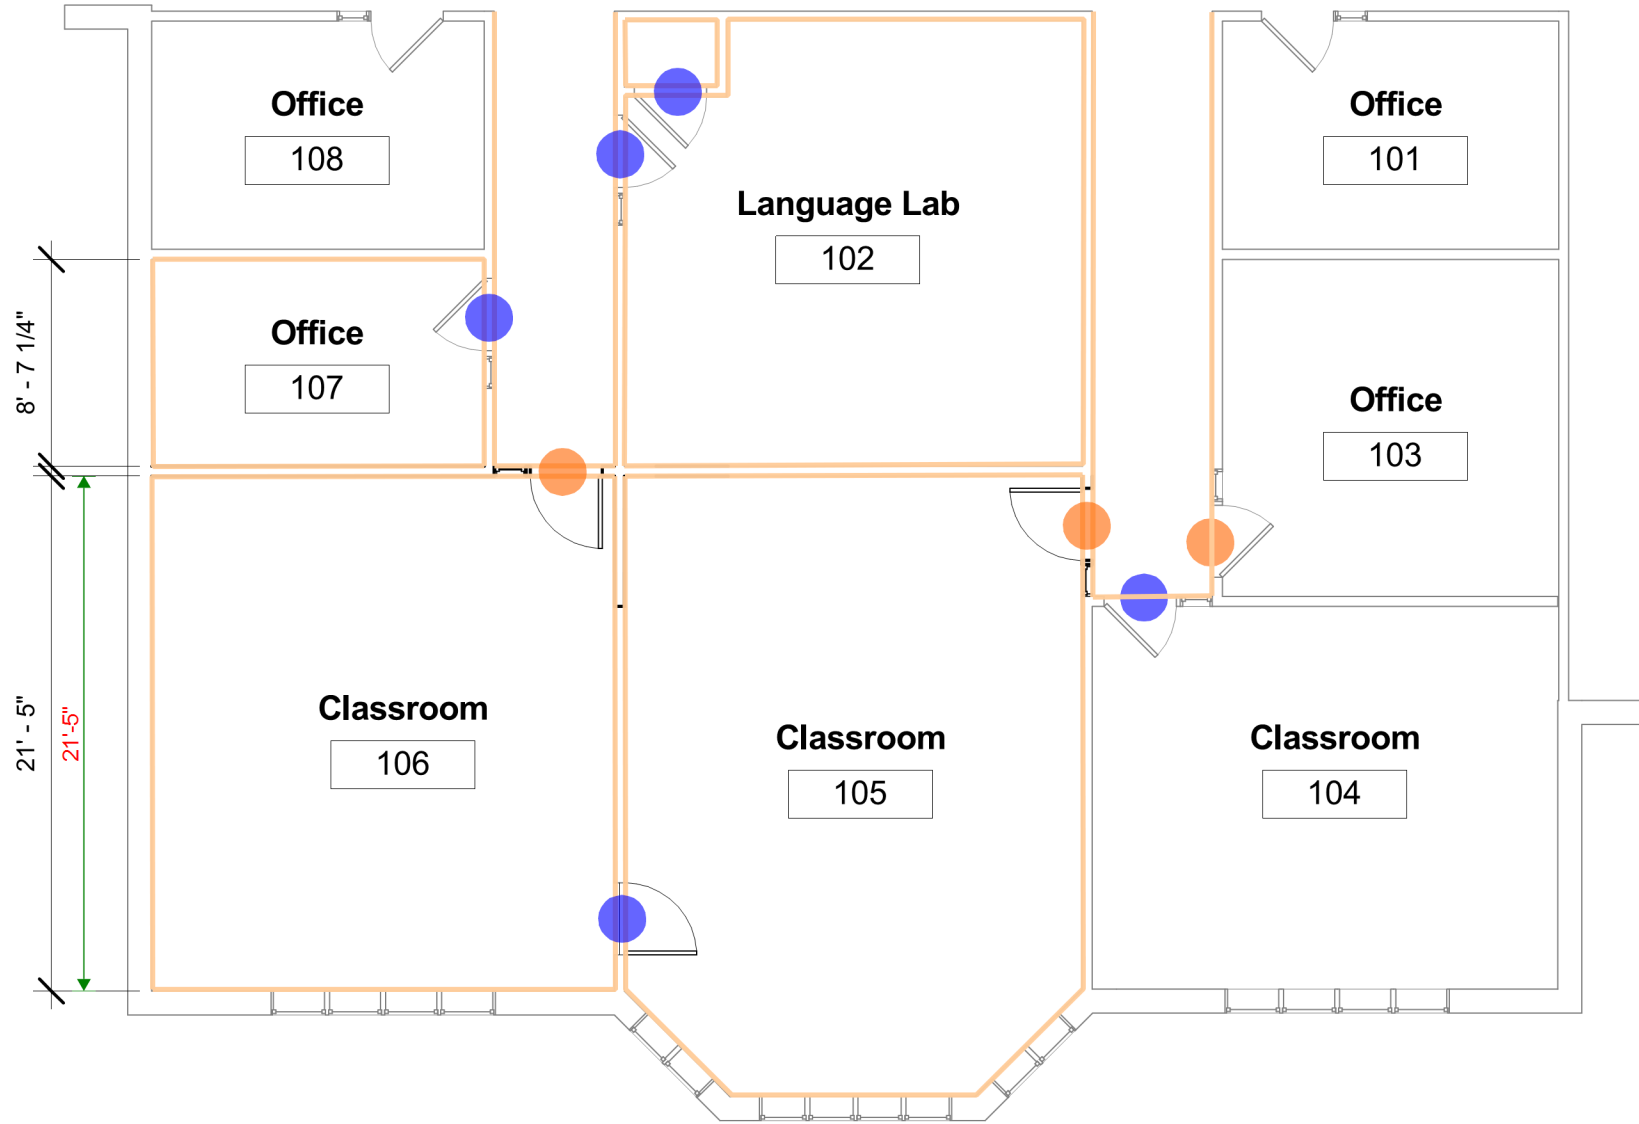 Office
108
Office
101
Language Lab
102
8' - 7 1/4"
Office
107
Office
103
21' - 5"
21'-5"
Classroom
106
Classroom
105
Classroom
104